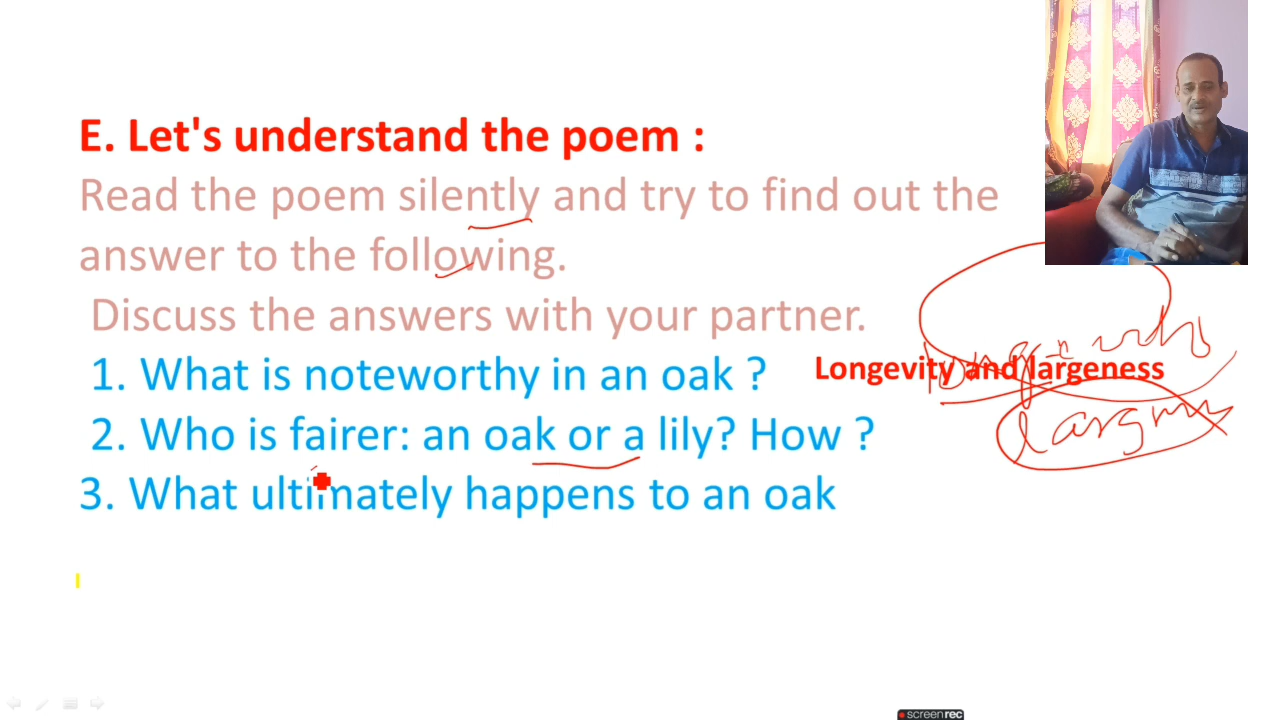 E. Let's understand the poem :
Read the poem silently and try to find out the
answer to the following.
Discuss the answers with your partner.
1. What is noteworthy in an oak ?
Longevity and largeness
2. Who is fairer: an oak or a lily? How ?
3. What ultimately happens to an oak
screenrec